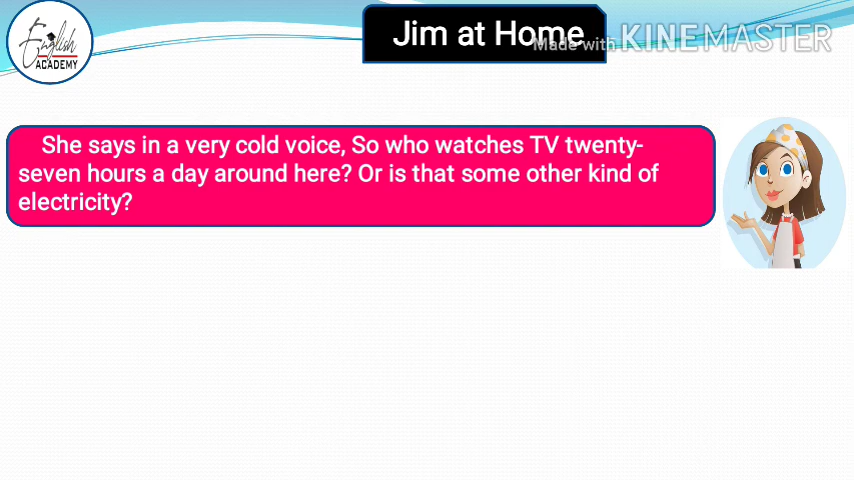 English
ACADEMY
Jim at Home
Made with KINEMASTER
She says in a very cold voice, So who watches TV twenty-
seven hours a day around here? Or is that some other kind of
electricity?